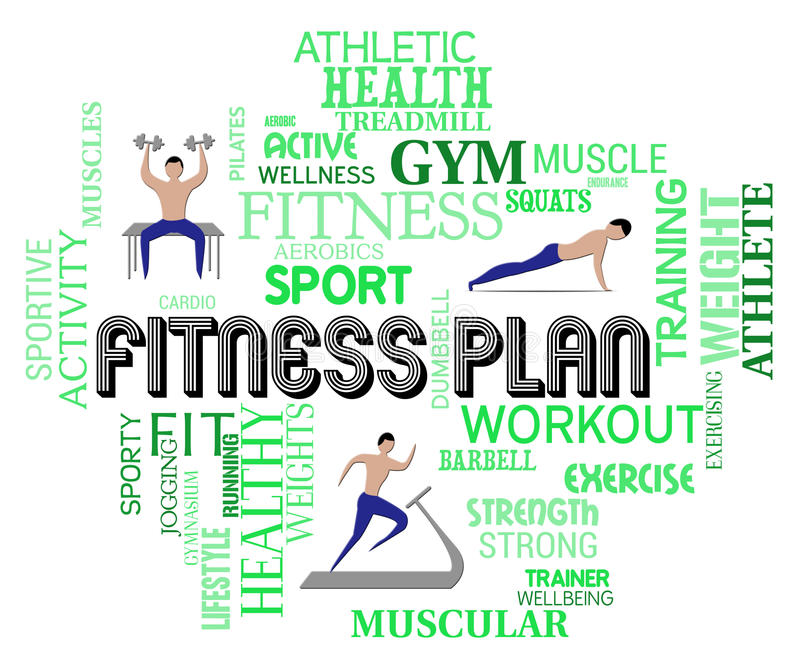 ATHLETIC
HEALTH
TREADMILL
AEROBIC
ACTIVE
WELLNESS
PILATES
MUSCLES
GYM
MUSCLE
ENDURANCE
SQUATS
FITNESS
AEROBICS
SPORT
CARDIO
SPORTIVE
ACTIVITY
TRAINING
WEIGHT
ATHLETE
DUMBBELL
FITNESS PLAN
EXERCISING
SPORTY
FIT
JOGGING
GYMNASIUM
RUNNING
LIFESTYLE
HEALTHY
WEIGHTS
WORKOUT
BARBELL
EXERCISE
STRENGTH
STRONG
TRAINER
WELLBEING
MUSCULAR